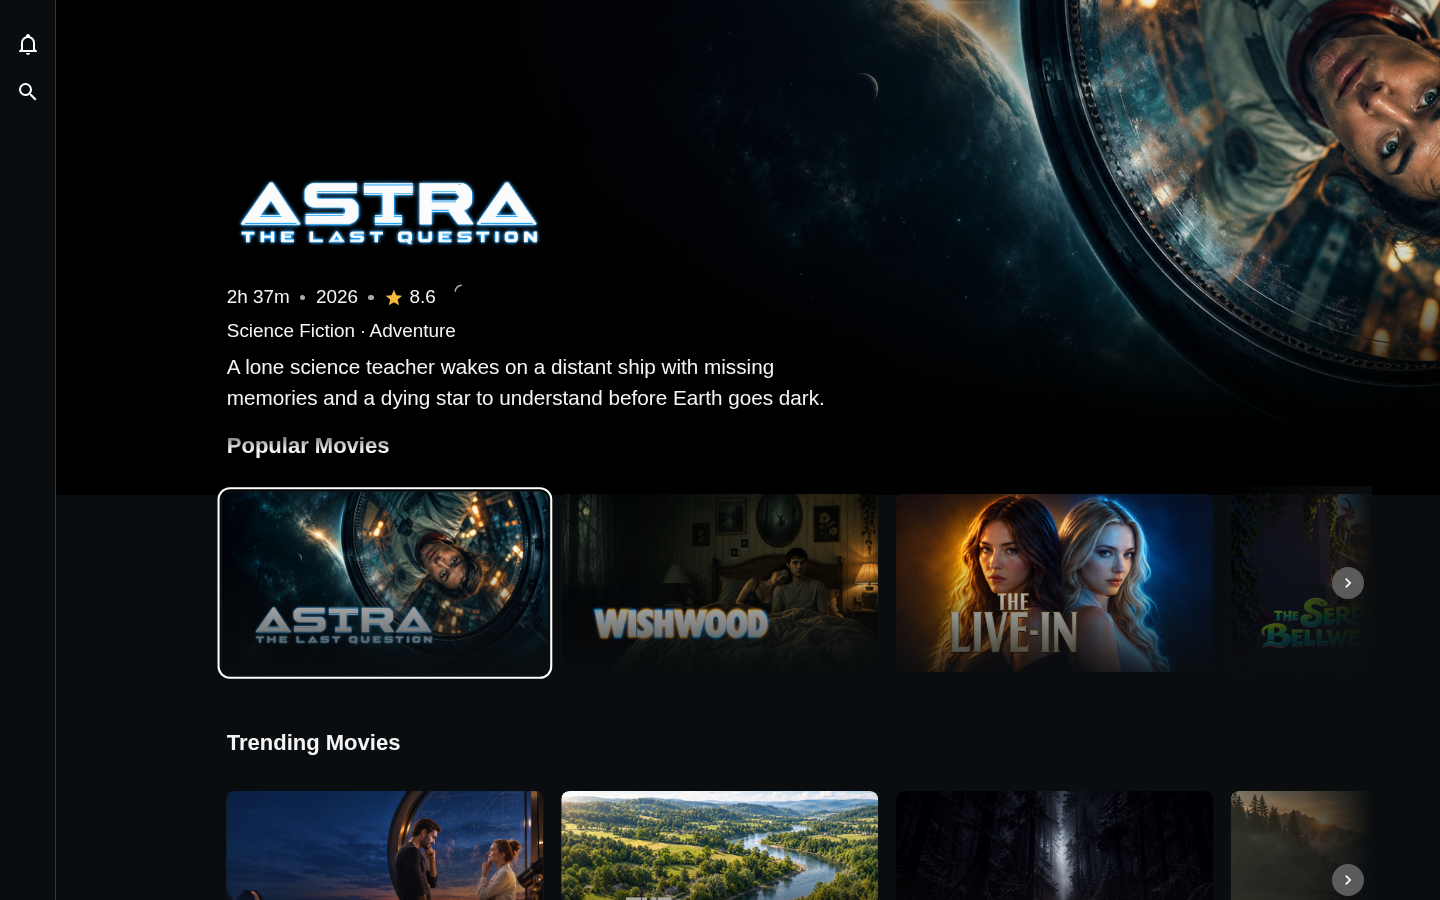 ASTRA
THE LAST QUESTION
2h 37m • 2026 • 8.6
Science Fiction · Adventure
A lone science teacher wakes on a distant ship with missing
memories and a dying star to understand before Earth goes dark.
Popular Movies
ASTRA
THE LAST QUESTION
WISHWOOD
THE
LIVE-IN
THE
Trending Movies